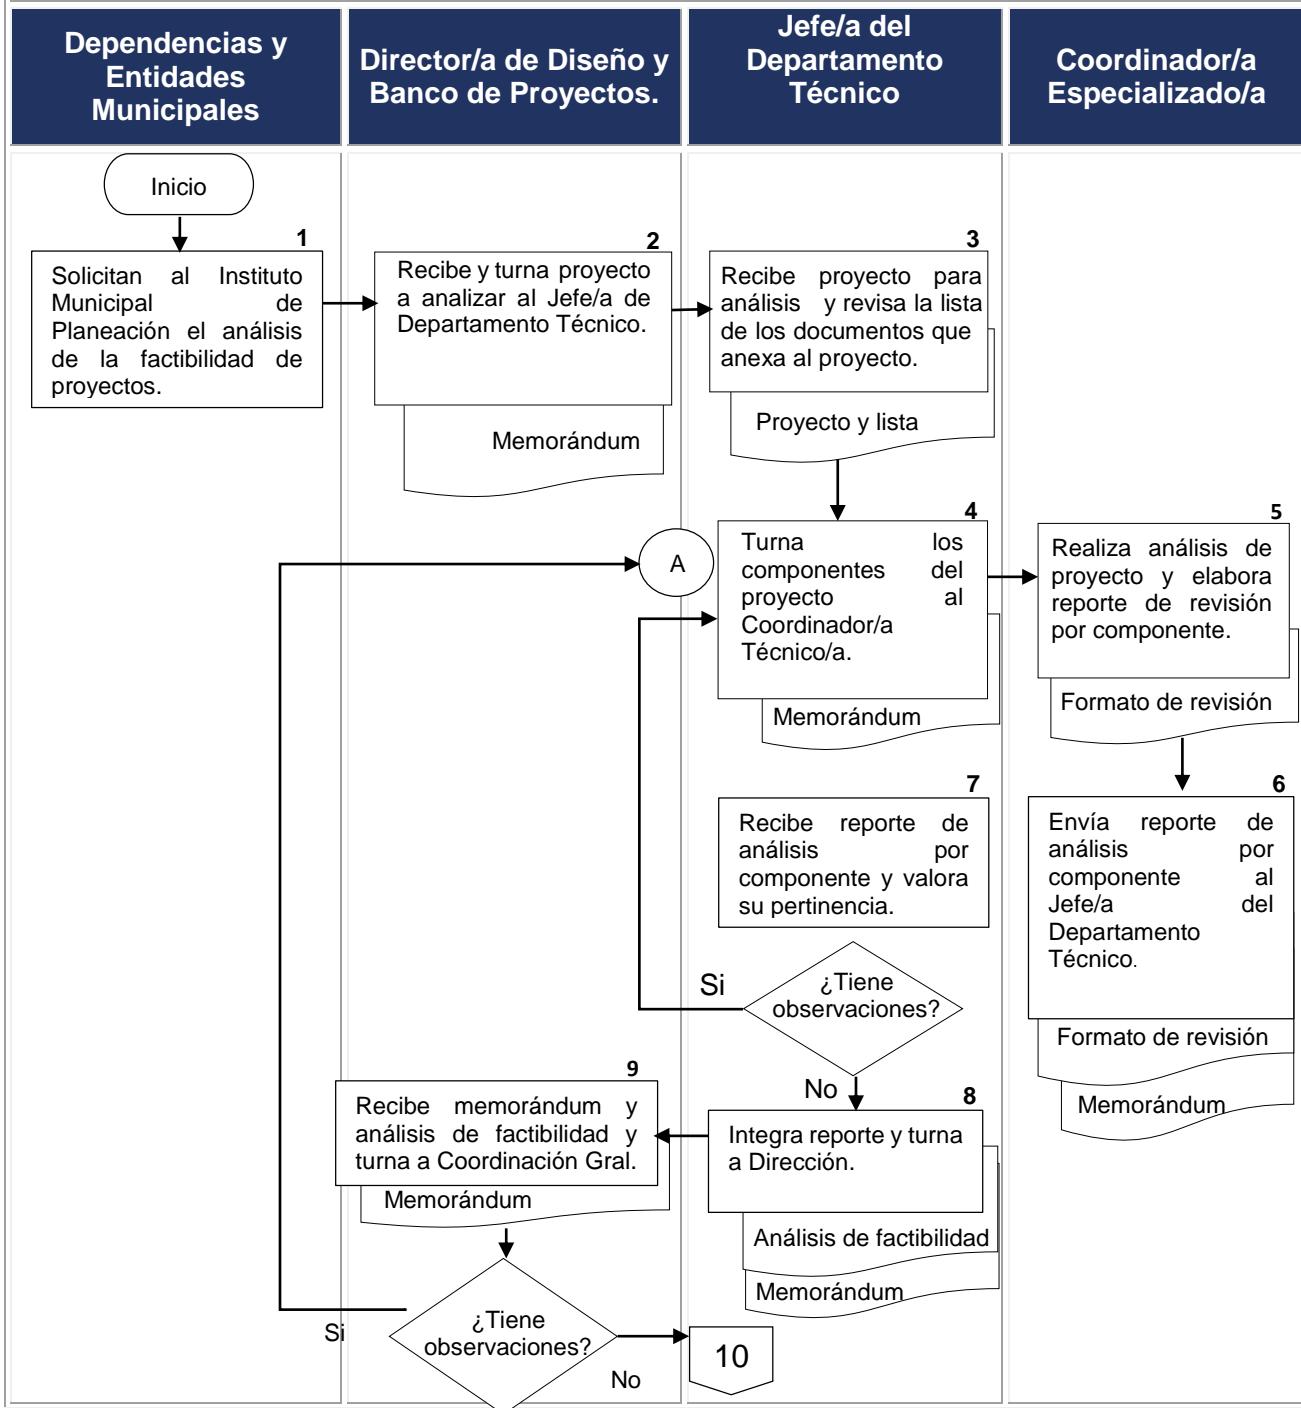 Dependencias y
Entidades
Municipales
Director/a de Diseño y
Banco de Proyectos.
Jefe/a del
Departamento
Técnico
Coordinador/a
Especializado/a
Inicio
1
Solicitan al Instituto
Municipal de
Planeación el análisis
de la factibilidad de
proyectos.
2
Recibe y turna proyecto
a analizar al Jefe/a de
Departamento Técnico.
Memorándum
3
Recibe proyecto para
análisis y revisa la lista
de los documentos que
anexa al proyecto.
Proyecto y lista
A
4
Turna los
componentes del
proyecto al
Coordinador/a
Técnico/a.
Memorándum
5
Realiza análisis de
proyecto y elabora
reporte de revisión
por componente.
Formato de revisión
6
Envía reporte de
análisis por
componente al
Jefe/a del
Departamento
Técnico.
Formato de revisión
Memorándum
7
Recibe reporte de
análisis por
componente y valora
su pertinencia.
Si
¿Tiene
observaciones?
No
8
Integra reporte y turna
a Dirección.
Análisis de factibilidad
Memorándum
9
Recibe memorándum y
análisis de factibilidad y
turna a Coordinación Gral.
Memorándum
Si
¿Tiene
observaciones?
No
10